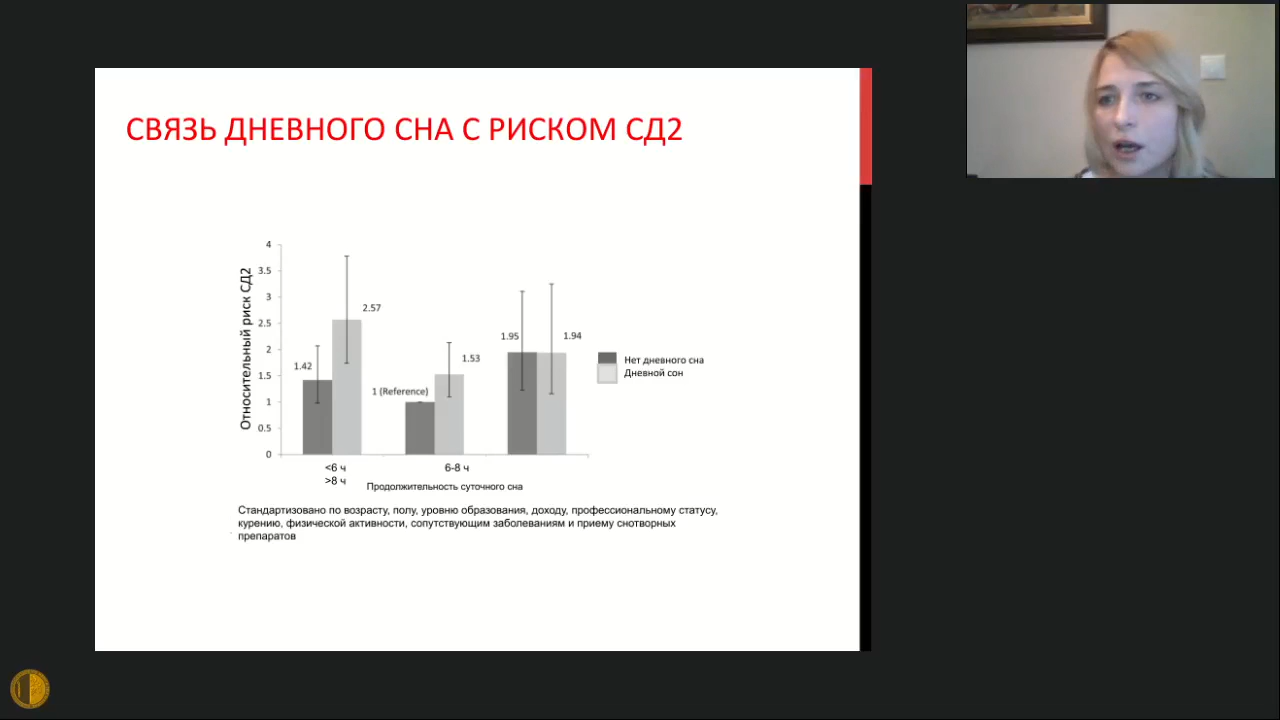 СВЯЗЬ ДНЕВНОГО СНА С РИСКОМ СД2
Относительный риск СД2
4
3.5
3
2.5
2
1.5
1
0.5
0
1.42
2.57
1 (Reference)
1.53
1.95
1.94
Нет дневного сна
Дневной сон
<6 ч
6-8 ч
>8 ч
Продолжительность суточного сна
Стандартизовано по возрасту, полу, уровню образования, доходу, профессиональному статусу,
курению, физической активности, сопутствующим заболеваниям и приему снотворных
препаратов